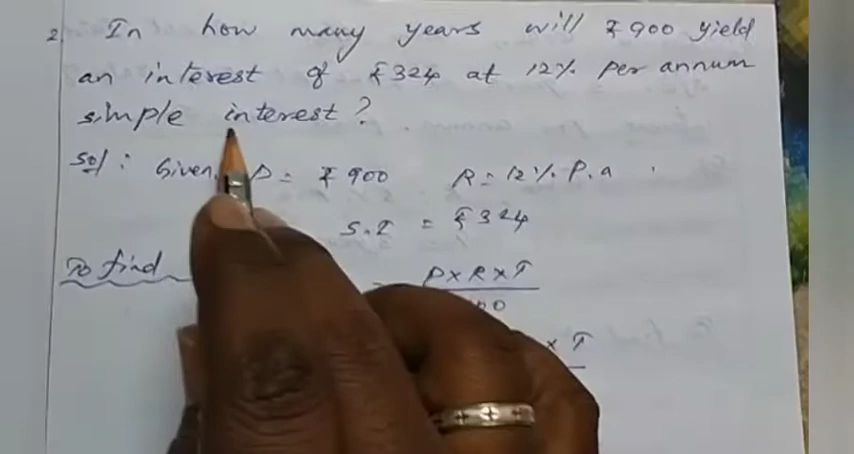 2. In how many years will ₹900 yield
an interest of ₹324 at 12% per annum
simple interest?
Sol: Given, P = ₹900 R = 12% P.a
S.I = ₹324
To find
= P×R×T
× T